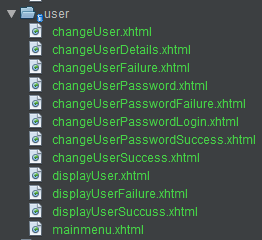 user
changeUser.xhtml
changeUserDetails.xhtml
changeUserFailure.xhtml
changeUserPassword.xhtml
changeUserPasswordFailure.xhtml
changeUserPasswordLogin.xhtml
changeUserPasswordSuccess.xhtml
changeUserSuccess.xhtml
displayUser.xhtml
displayUserFailure.xhtml
displayUserSuccuss.xhtml
mainmenu.xhtml